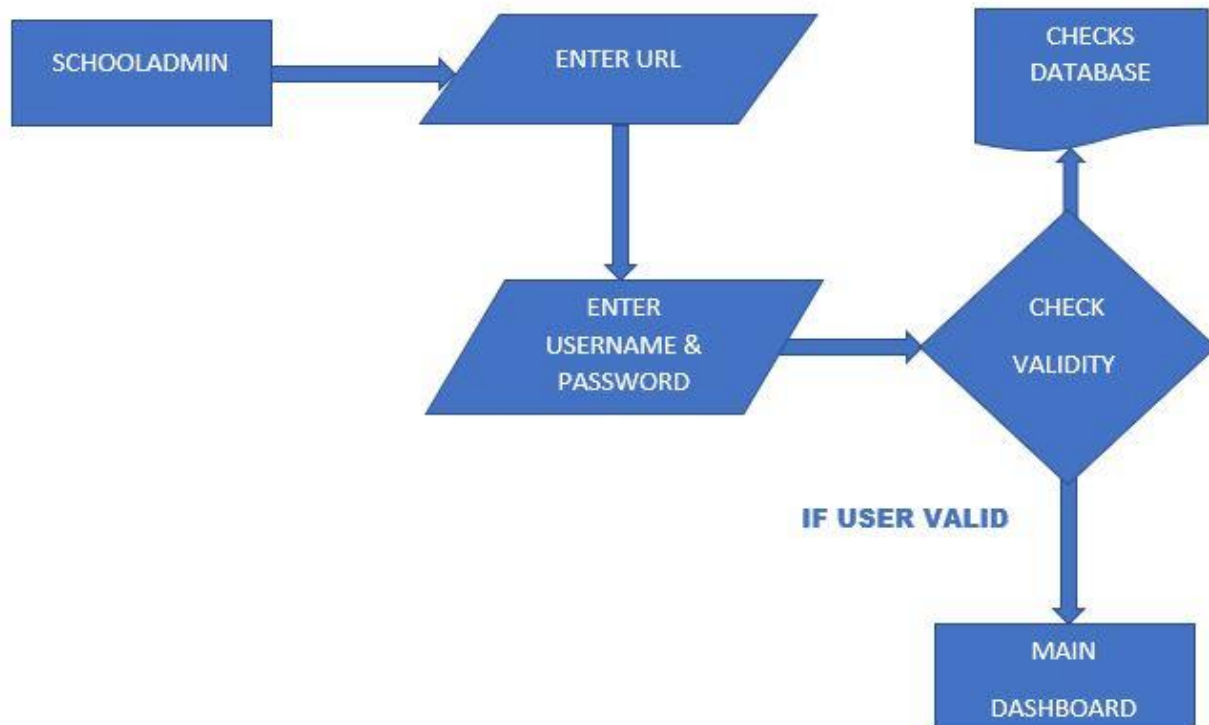 SCHOOLADMIN
ENTER URL
CHECKS
DATABASE
ENTER
USERNAME &
PASSWORD
CHECK
VALIDITY
IF USER VALID
MAIN
DASHBOARD